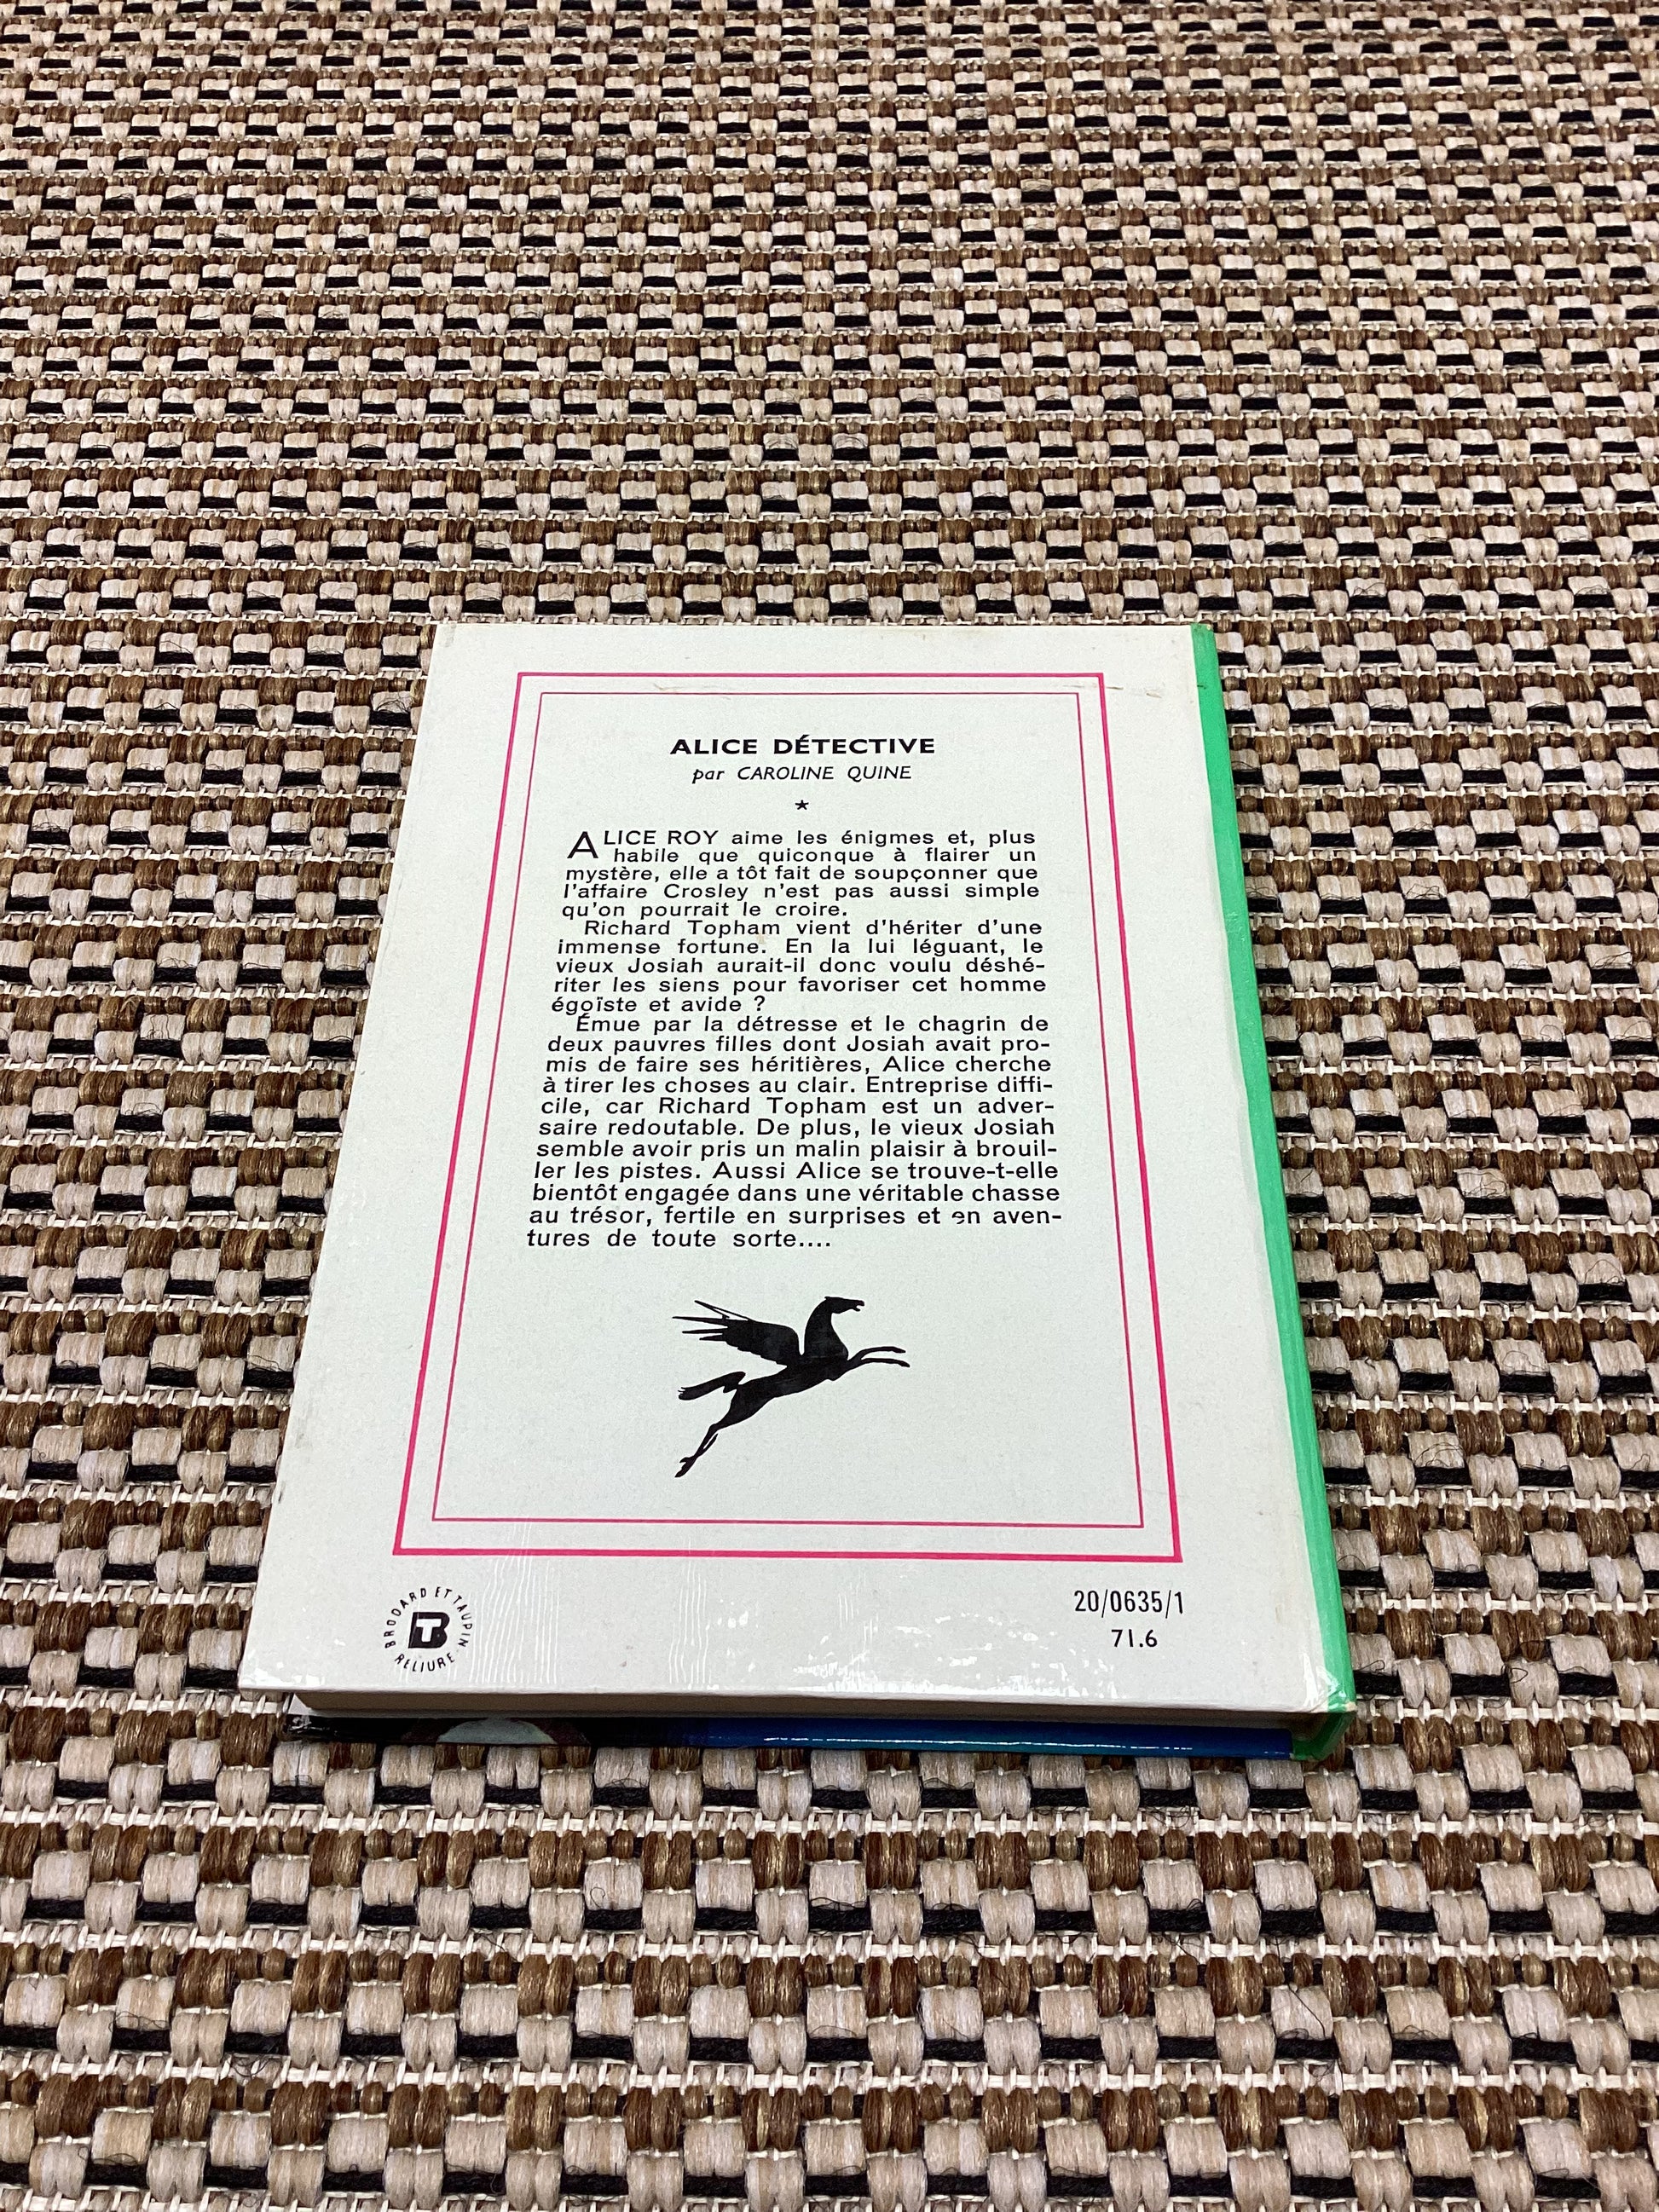 ALICE DÉTECTIVE
par CAROLINE QUINE
ALICE ROY aime les énigmes et, plus
habile que quiconque à flairer un
mystère, elle a tôt fait de soupçonner que
l'affaire Crosley n'est pas aussi simple
qu'on pourrait le croire.
Richard Topham vient d'hériter d'une
immense fortune. En la lui léguant, le
vieux Josiah aurait-il donc voulu déshé-
riter les siens pour favoriser cet homme
égoïste et avide ?
Émue par la détresse et le chagrin de
deux pauvres filles dont Josiah avait pro-
mis de faire ses héritières, Alice cherche
à tirer les choses au clair. Entreprise diffi-
cile, car Richard Topham est un adver-
saire redoutable. De plus, le vieux Josiah
semble avoir pris un malin plaisir à brouil-
ler les pistes. Aussi Alice se trouve-t-elle
bientôt engagée dans une véritable chasse
au trésor, fertile en surprises et en aven-
tures de toute sorte....
BRODARD ET TAUPIN
RELIURE
20/0635/1
71.6